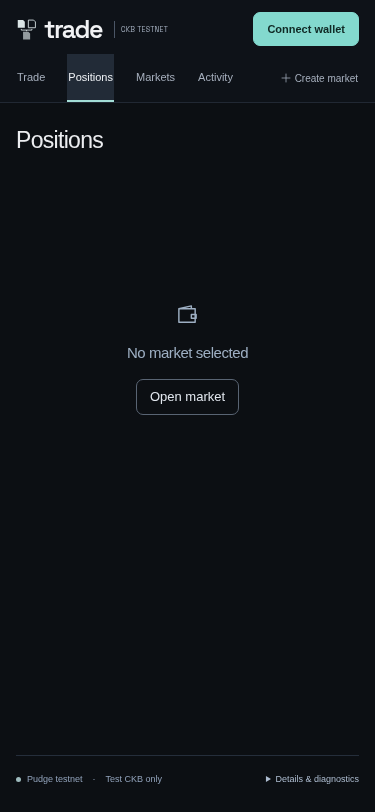 trade
CKB TESTNET
Connect wallet
Trade Positions Markets Activity Create market
Positions
No market selected
Open market
Pudge testnet · Test CKB only Details & diagnostics